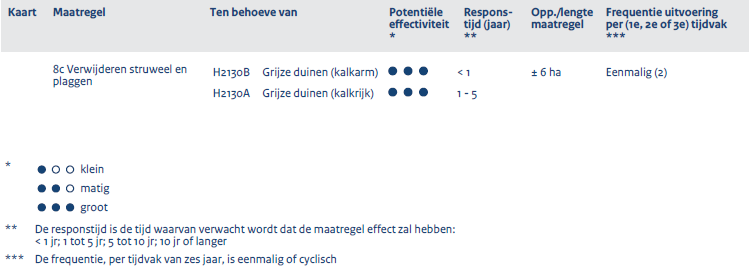 Kaart Maatregel Ten behoeve van Potentiële Respons- Opp./lengte Frequentie uitvoering
effectiviteit tijd (jaar) maatregel per (1e, 2e of 3e) tijdvak
* ** ***
8c Verwijderen struweel en H2130B Grijze duinen (kalkarm) ● ● ● < 1 ± 6 ha Eenmalig (2)
plaggen
H2130A Grijze duinen (kalkrijk) ● ● ● 1 - 5
* ● ○ ○ klein
● ● ○ matig
● ● ● groot
** De responstijd is de tijd waarvan verwacht wordt dat de maatregel effect zal hebben:
< 1 jr; 1 tot 5 jr; 5 tot 10 jr; 10 jr of langer
*** De frequentie, per tijdvak van zes jaar, is eenmalig of cyclisch